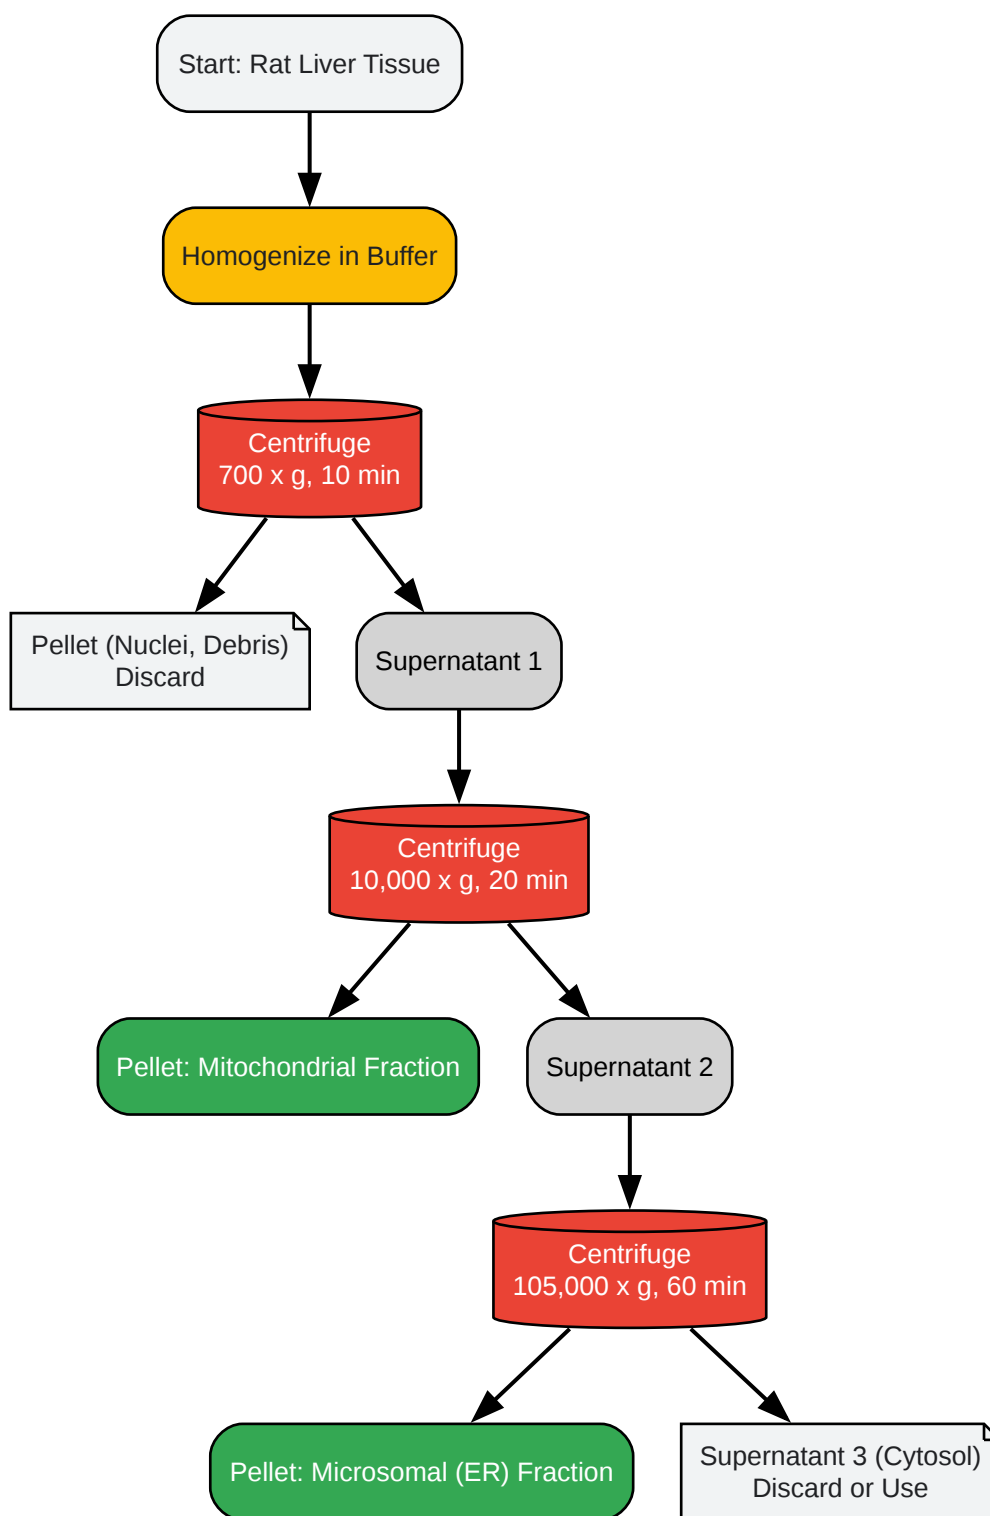 Start: Rat Liver Tissue
Homogenize in Buffer
Centrifuge
700 x g, 10 min
Pellet (Nuclei, Debris)
Discard
Supernatant 1
Centrifuge
10,000 x g, 20 min
Pellet: Mitochondrial Fraction
Supernatant 2
Centrifuge
105,000 x g, 60 min
Pellet: Microsomal (ER) Fraction
Supernatant 3 (Cytosol)
Discard or Use